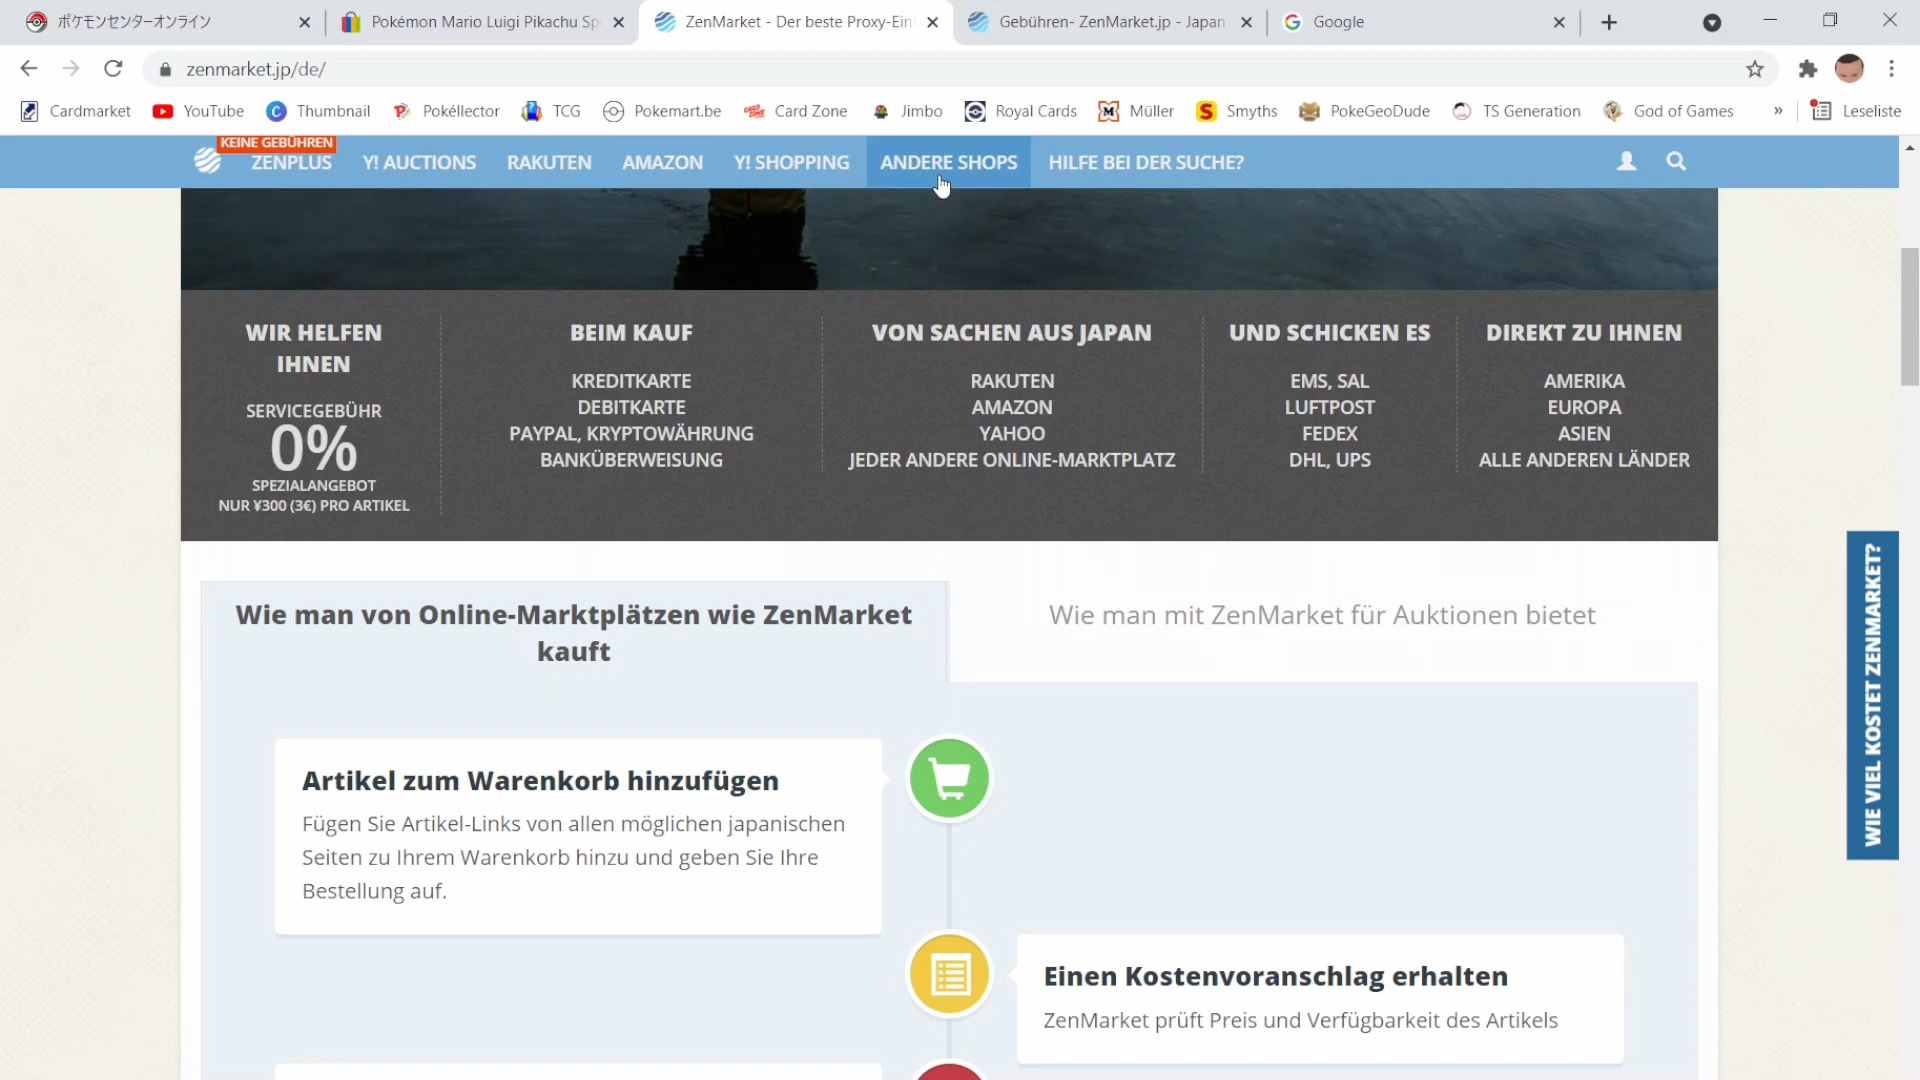 ポケモンセンターオンライン
Pokémon Mario Luigi Pikachu Sp
ZenMarket - Der beste Proxy-Ein
Gebühren- ZenMarket.jp - Japan
Google
zenmarket.jp/de/
Cardmarket
YouTube
Thumbnail
Pokéllector
TCG
Pokemart.be
Card Zone
Jimbo
Royal Cards
Müller
Smyths
PokeGeoDude
TS Generation
God of Games
»
Leseliste
KEINE GEBÜHREN
ZENPLUS
Y! AUCTIONS
RAKUTEN
AMAZON
Y! SHOPPING
ANDERE SHOPS
HILFE BEI DER SUCHE?
WIR HELFEN
IHNEN
SERVICEGEBÜHR
0%
SPEZIALANGEBOT
NUR ¥300 (3€) PRO ARTIKEL
BEIM KAUF
KREDITKARTE
DEBITKARTE
PAYPAL, KRYPTOWÄHRUNG
BANKÜBERWEISUNG
VON SACHEN AUS JAPAN
RAKUTEN
AMAZON
YAHOO
JEDER ANDERE ONLINE-MARKTPLATZ
UND SCHICKEN ES
EMS, SAL
LUFTPOST
FEDEX
DHL, UPS
DIREKT ZU IHNEN
AMERIKA
EUROPA
ASIEN
ALLE ANDEREN LÄNDER
WIE VIEL KOSTET ZENMARKET?
Wie man von Online-Marktplätzen wie ZenMarket
kauft
Wie man mit ZenMarket für Auktionen bietet
Artikel zum Warenkorb hinzufügen
Fügen Sie Artikel-Links von allen möglichen japanischen
Seiten zu Ihrem Warenkorb hinzu und geben Sie Ihre
Bestellung auf.
Einen Kostenvoranschlag erhalten
ZenMarket prüft Preis und Verfügbarkeit des Artikels